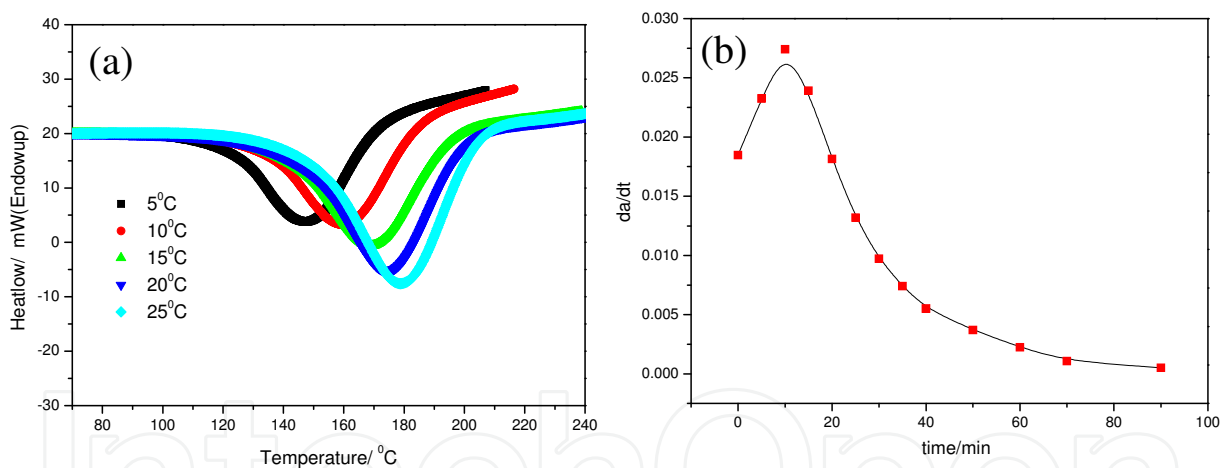 (a)
40
30
20
10
0
-10
-20
-30
Heatlow/ mW(Endowup)
5⁰C
10⁰C
15⁰C
20⁰C
25⁰C
80 100 120 140 160 180 200 220 240
Temperature/ ⁰C
(b)
0.030
0.025
0.020
0.015
0.010
0.005
0.000
da/dt
0 20 40 60 80 100
time/min
IntechOpen